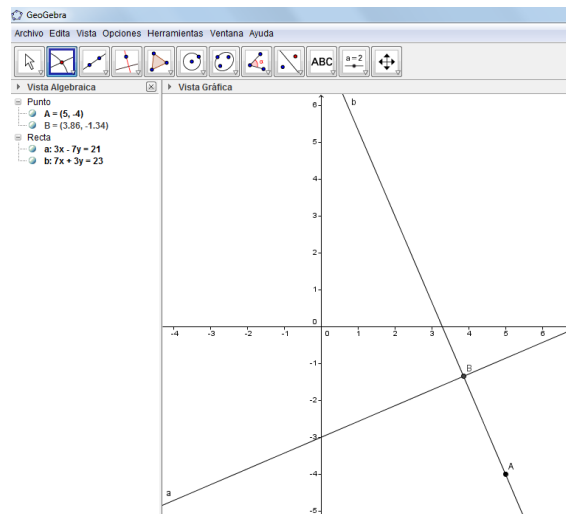 GeoGebra
Archivo Edita Vista Opciones Herramientas Ventana Ayuda
ABC a=2
Vista Algebraica
Vista Gráfica
Punto
A = (5, -4)
B = (3.86, -1.34)
Recta
a: 3x - 7y = 21
b: 7x + 3y = 23
6
b
5
4
3
2
1
0
-4 -3 -2 -1 0 1 2 3 4 5 6
-1
B
-2
-3
A
-4
a
-5